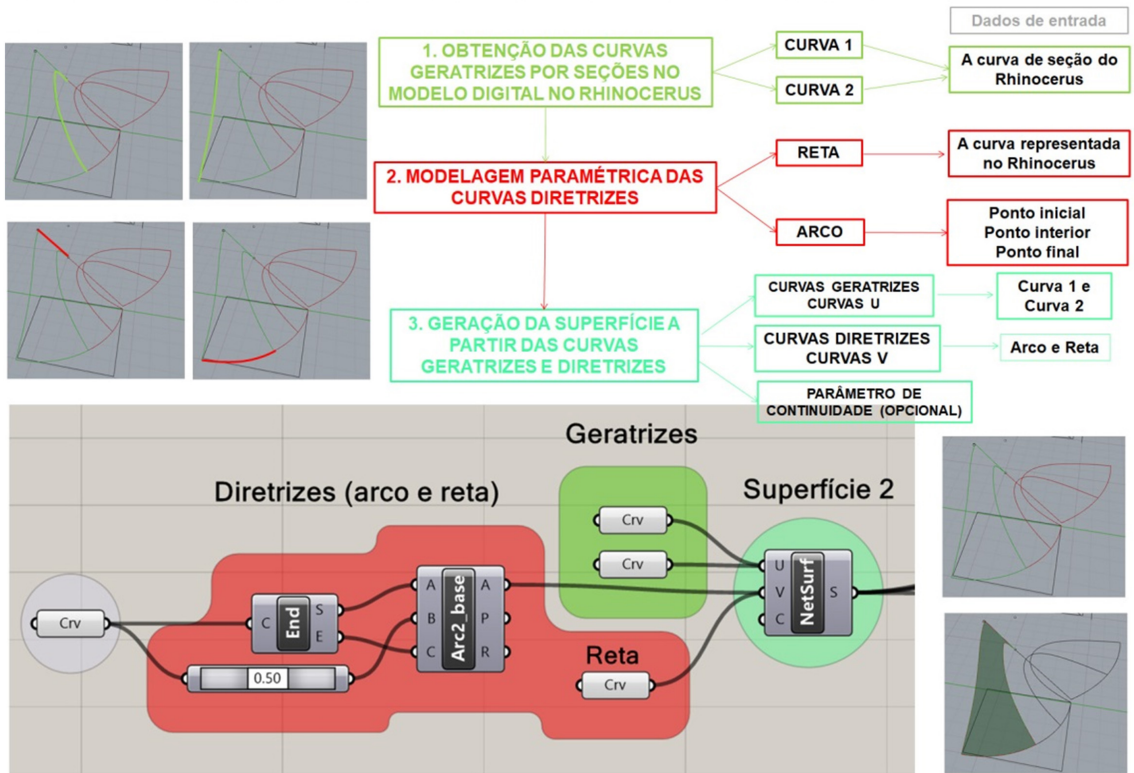 Dados de entrada
1. OBTENÇÃO DAS CURVAS
GERATRIZES POR SEÇÕES NO
MODELO DIGITAL NO RHINOCERUS
CURVA 1
CURVA 2
A curva de seção do
Rhinocerus
2. MODELAGEM PARAMÉTRICA DAS
CURVAS DIRETRIZES
RETA
A curva representada
no Rhinocerus
ARCO
Ponto inicial
Ponto interior
Ponto final
3. GERAÇÃO DA SUPERFÍCIE A
PARTIR DAS CURVAS
GERATRIZES E DIRETRIZES
CURVAS GERATRIZES
CURVAS U
Curva 1 e
Curva 2
CURVAS DIRETRIZES
CURVAS V
Arco e Reta
PARÂMETRO DE
CONTINUIDADE (OPCIONAL)
Geratrizes
Diretrizes (arco e reta)
Superfície 2
Crv
C
End
S
E
0.50
A
B
C
Arc2_base
A
P
R
Crv
Crv
Reta
Crv
U
V
C
NetSurf
S